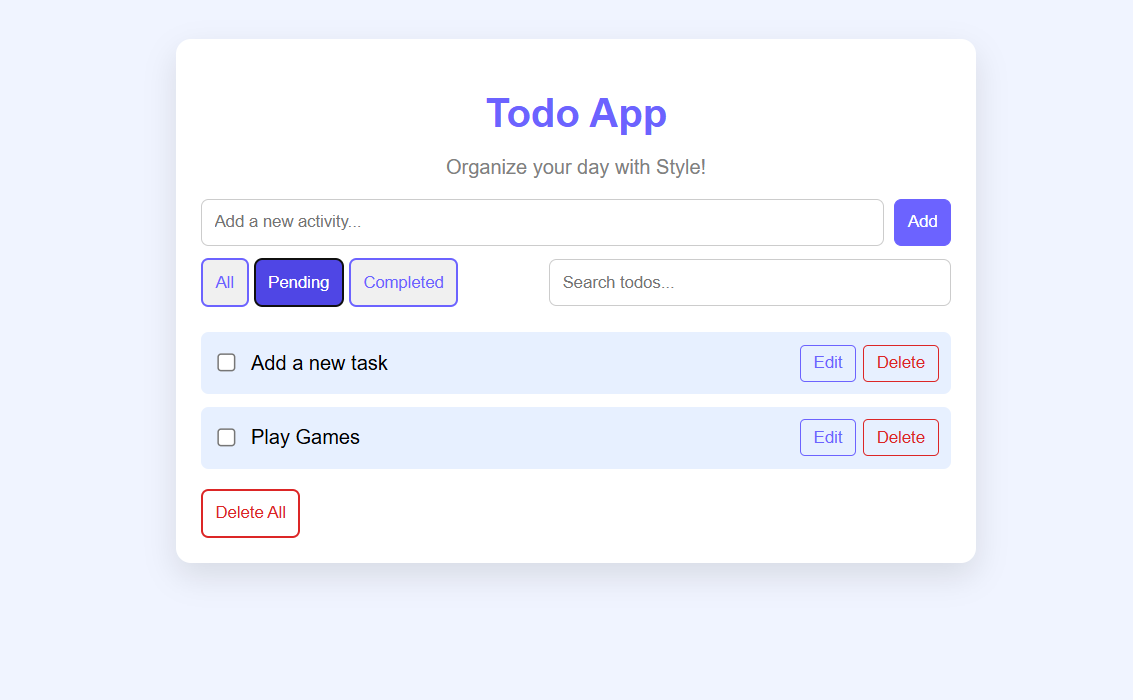 Todo App
Organize your day with Style!
Add a new activity... Add
All Pending Completed Search todos...
Add a new task Edit Delete
Play Games Edit Delete
Delete All